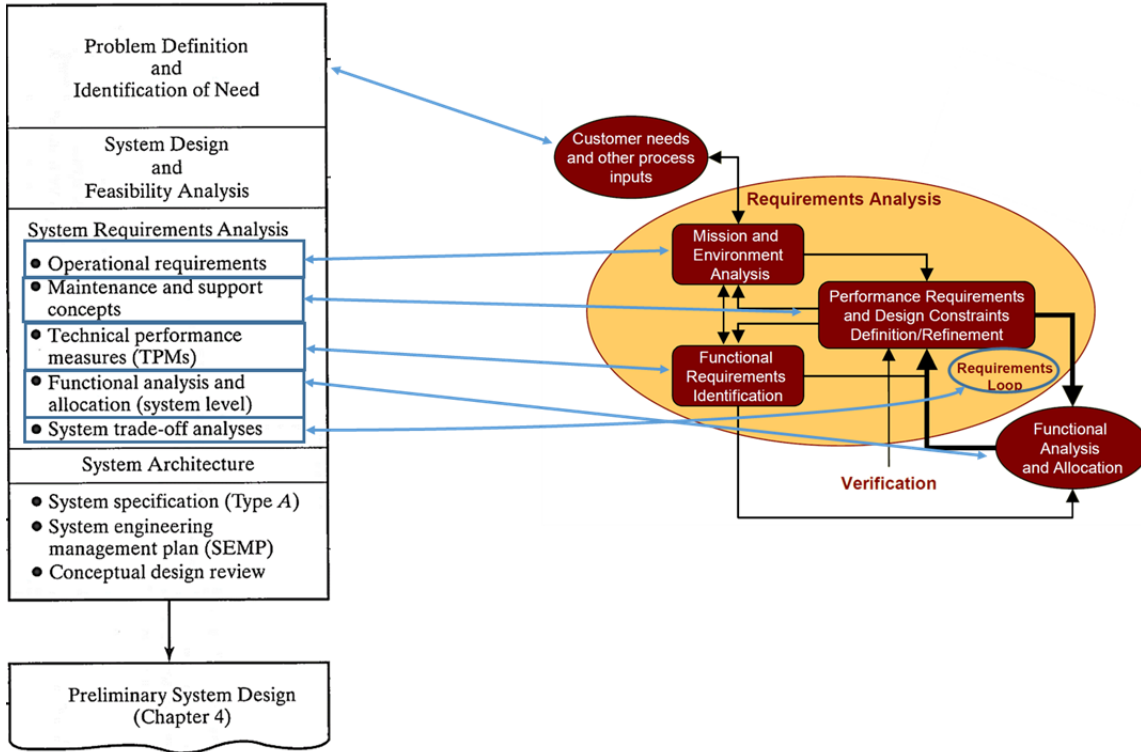 Problem Definition
and
Identification of Need
System Design
and
Feasibility Analysis
System Requirements Analysis
● Operational requirements
● Maintenance and support
concepts
● Technical performance
measures (TPMs)
● Functional analysis and
allocation (system level)
● System trade-off analyses
System Architecture
● System specification (Type A)
● System engineering
management plan (SEMP)
● Conceptual design review
Preliminary System Design
(Chapter 4)
Customer needs
and other process
inputs
Requirements Analysis
Mission and
Environment
Analysis
Performance Requirements
and Design Constraints
Definition/Refinement
Functional
Requirements
Identification
Requirements
Loop
Functional
Analysis
and Allocation
Verification